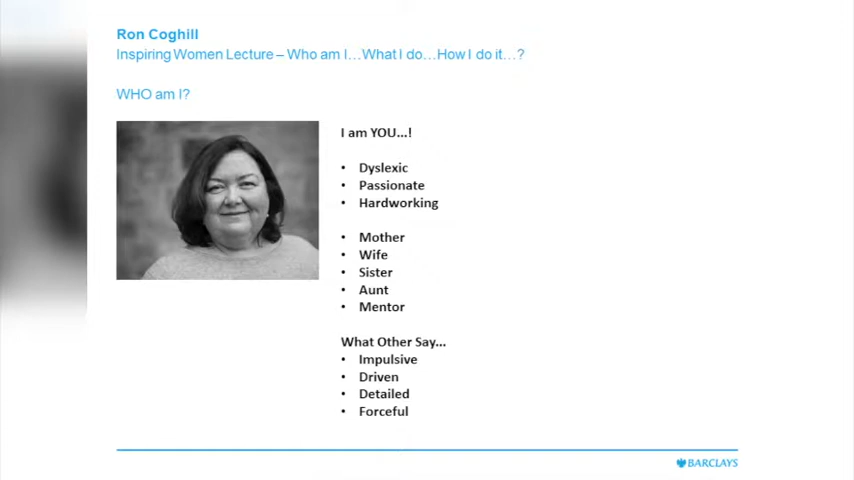 Ron Coghill
Inspiring Women Lecture – Who am I…What I do…How I do it…?
WHO am I?
I am YOU...!
• Dyslexic
• Passionate
• Hardworking
• Mother
• Wife
• Sister
• Aunt
• Mentor
What Other Say...
• Impulsive
• Driven
• Detailed
• Forceful
BARCLAYS